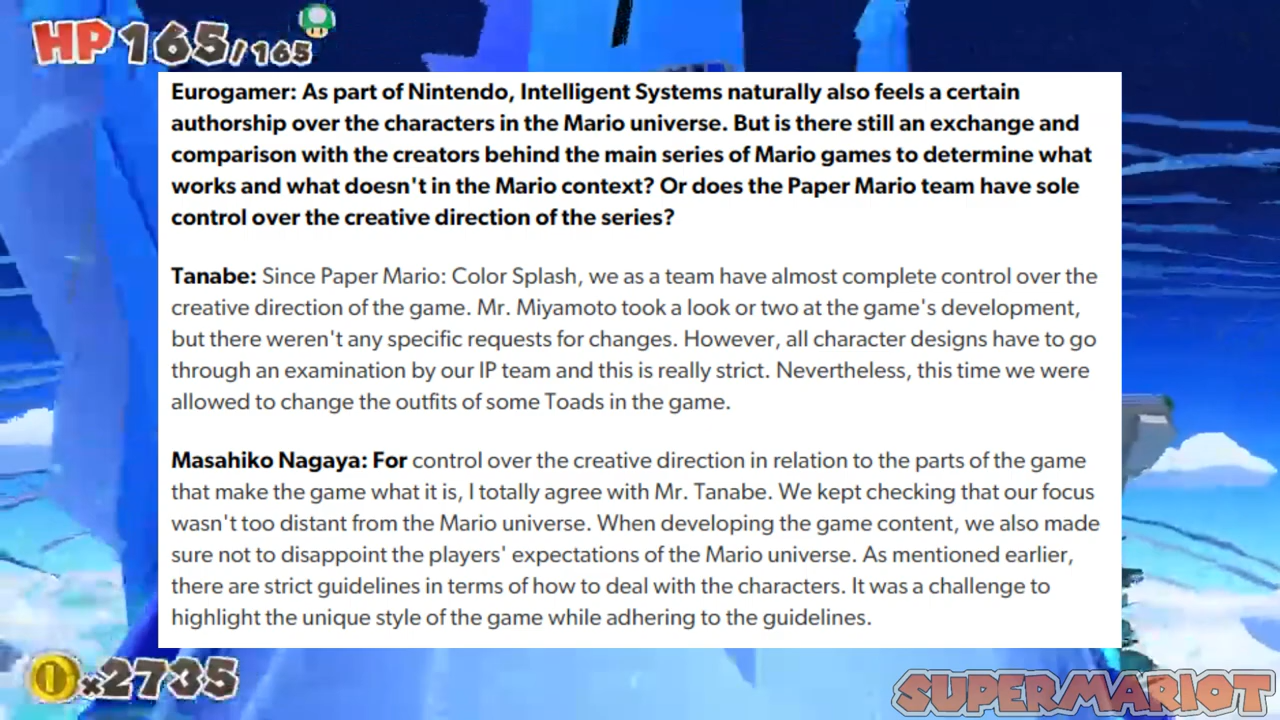 HP 165/165
Eurogamer: As part of Nintendo, Intelligent Systems naturally also feels a certain
authorship over the characters in the Mario universe. But is there still an exchange and
comparison with the creators behind the main series of Mario games to determine what
works and what doesn't in the Mario context? Or does the Paper Mario team have sole
control over the creative direction of the series?
Tanabe: Since Paper Mario: Color Splash, we as a team have almost complete control over the
creative direction of the game. Mr. Miyamoto took a look or two at the game's development,
but there weren't any specific requests for changes. However, all character designs have to go
through an examination by our IP team and this is really strict. Nevertheless, this time we were
allowed to change the outfits of some Toads in the game.
Masahiko Nagaya: For control over the creative direction in relation to the parts of the game
that make the game what it is, I totally agree with Mr. Tanabe. We kept checking that our focus
wasn't too distant from the Mario universe. When developing the game content, we also made
sure not to disappoint the players' expectations of the Mario universe. As mentioned earlier,
there are strict guidelines in terms of how to deal with the characters. It was a challenge to
highlight the unique style of the game while adhering to the guidelines.
×2735
SUPERMARIOT